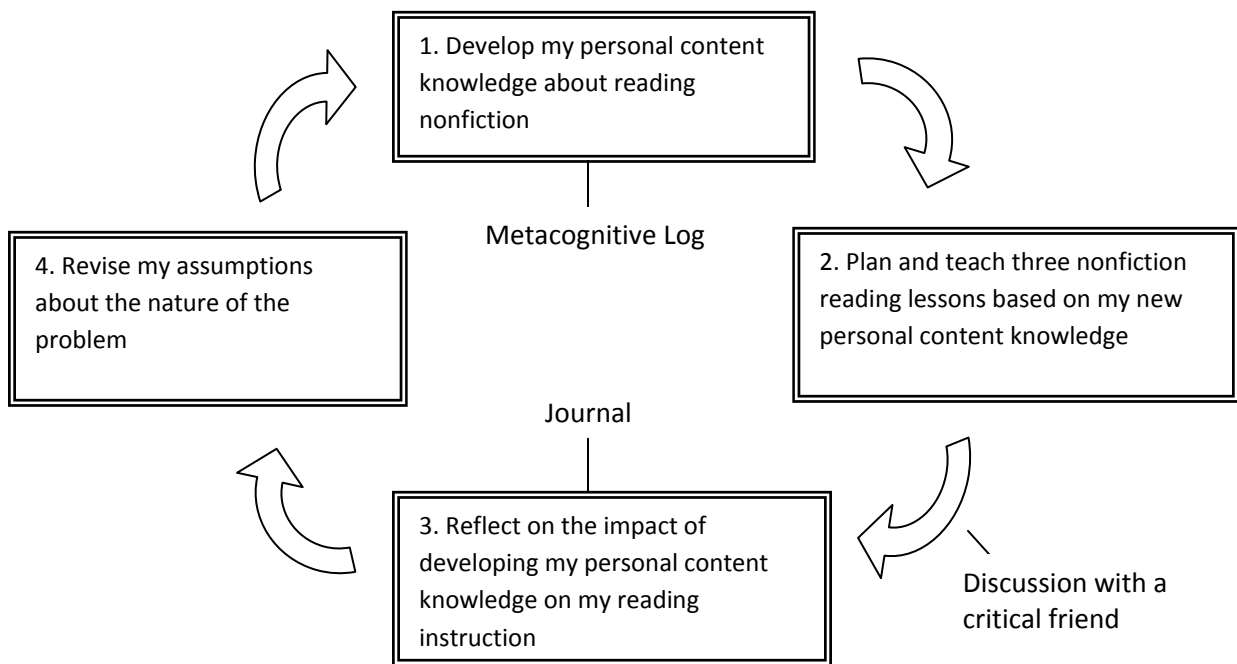 1. Develop my personal content
knowledge about reading
nonfiction
Metacognitive Log
2. Plan and teach three nonfiction
reading lessons based on my new
personal content knowledge
Discussion with a
critical friend
3. Reflect on the impact of
developing my personal content
knowledge on my reading
instruction
Journal
4. Revise my assumptions
about the nature of the
problem